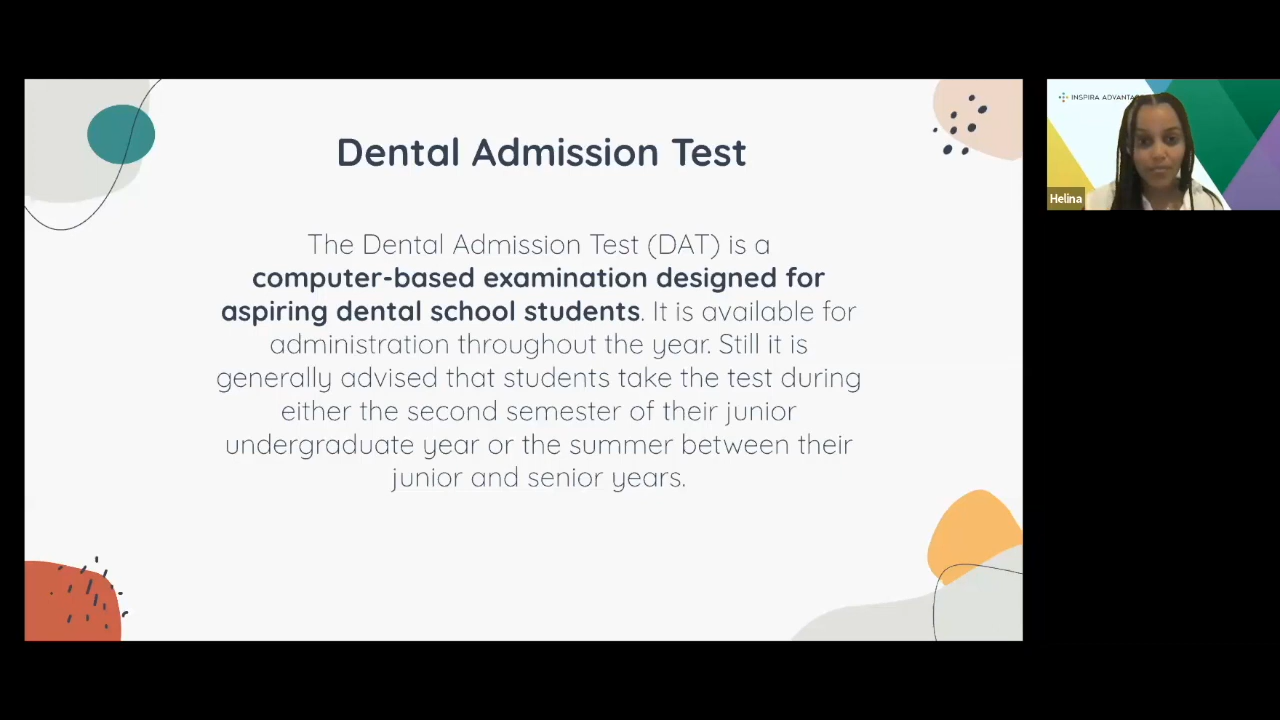 Dental Admission Test
The Dental Admission Test (DAT) is a
computer-based examination designed for
aspiring dental school students. It is available for
administration throughout the year. Still it is
generally advised that students take the test during
either the second semester of their junior
undergraduate year or the summer between their
junior and senior years.
INSPIRA ADVANTA
Helina